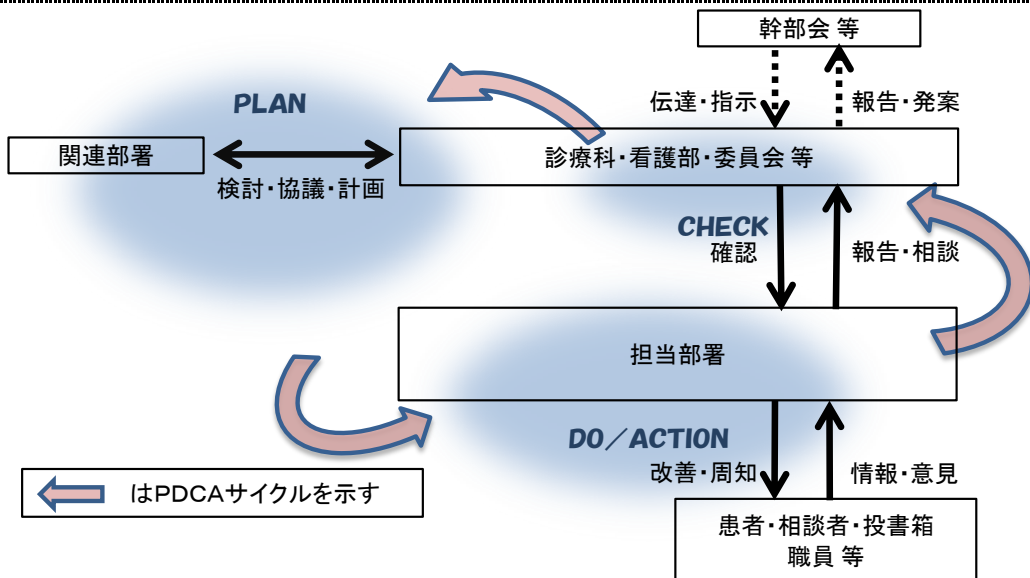 幹部会 等
伝達・指示
報告・発案
PLAN
関連部署
検討・協議・計画
診療科・看護部・委員会 等
CHECK
確認
報告・相談
担当部署
DO／ACTION
改善・周知
情報・意見
はPDCAサイクルを示す
患者・相談者・投書箱
職員 等